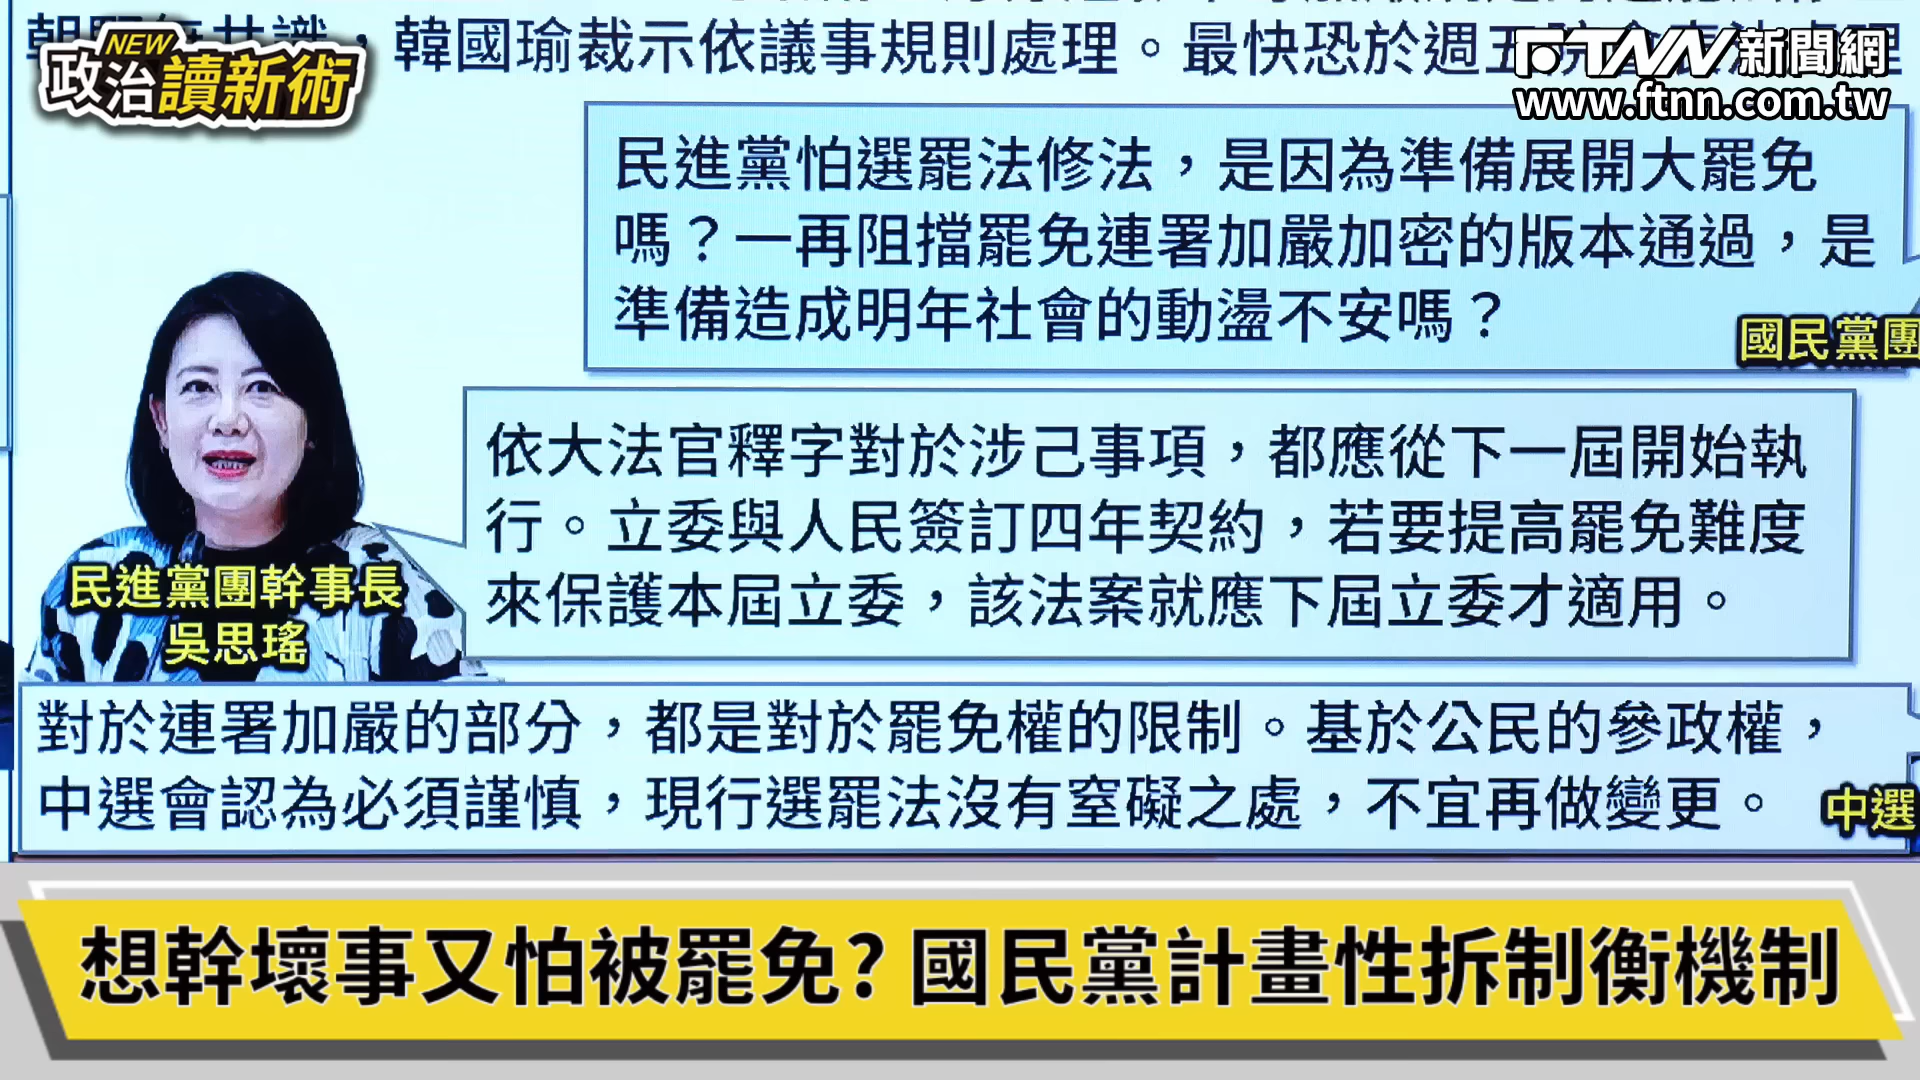 NEW
政治讀新術
韓國瑜裁示依議事規則處理。最快恐於週五
FTNN新聞網
www.ftnn.com.tw
民進黨怕選罷法修法，是因為準備展開大罷免
嗎？一再阻擋罷免連署加嚴加密的版本通過，是
準備造成明年社會的動盪不安嗎？
國民黨團
依大法官釋字對於涉己事項，都應從下一屆開始執
行。立委與人民簽訂四年契約，若要提高罷免難度
來保護本屆立委，該法案就應下屆立委才適用。
民進黨團幹事長
吳思瑤
對於連署加嚴的部分，都是對於罷免權的限制。基於公民的參政權，
中選會認為必須謹慎，現行選罷法沒有窒礙之處，不宜再做變更。
中選
想幹壞事又怕被罷免？國民黨計畫性拆制衡機制